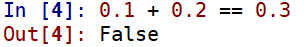 In [4]: 0.1 + 0.2 == 0.3
Out[4]: False